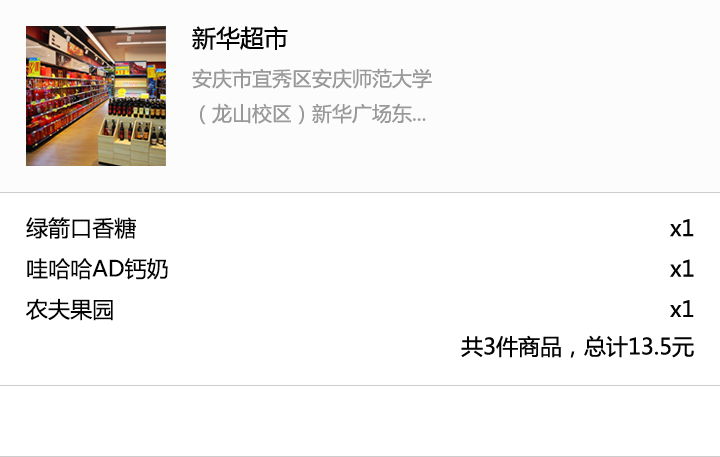 新华超市
安庆市宜秀区安庆师范大学
（龙山校区）新华广场东...
绿箭口香糖 x1
哇哈哈AD钙奶 x1
农夫果园 x1
共3件商品，总计13.5元